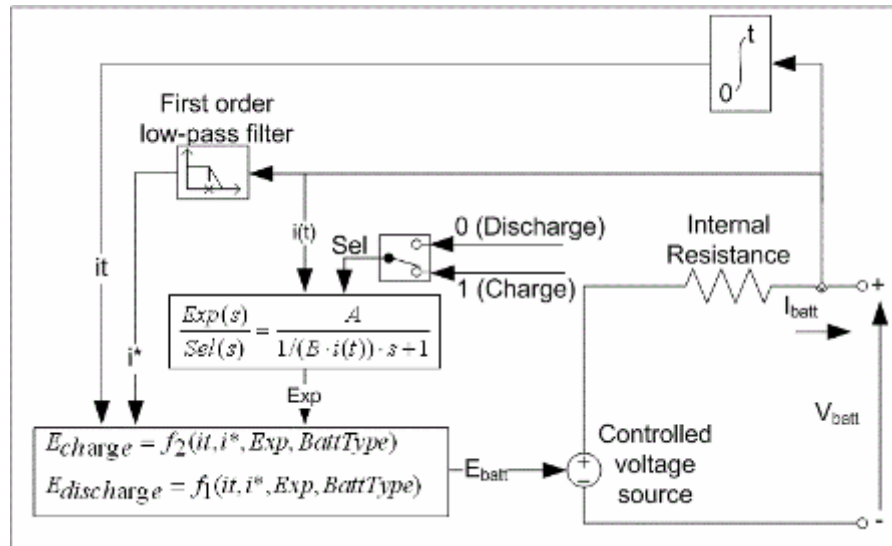 t
0
First order
low-pass filter
i(t)
Sel
0 (Discharge)
1 (Charge)
Internal
Resistance
+
I_batt
it
i*
Exp(s)/Sel(s) = A/(1/(B·i(t))·s+1)
Exp
E_charge = f_2(it, i*, Exp, BattType)
E_discharge = f_1(it, i*, Exp, BattType)
E_batt
+
−
Controlled
voltage
source
V_batt
-